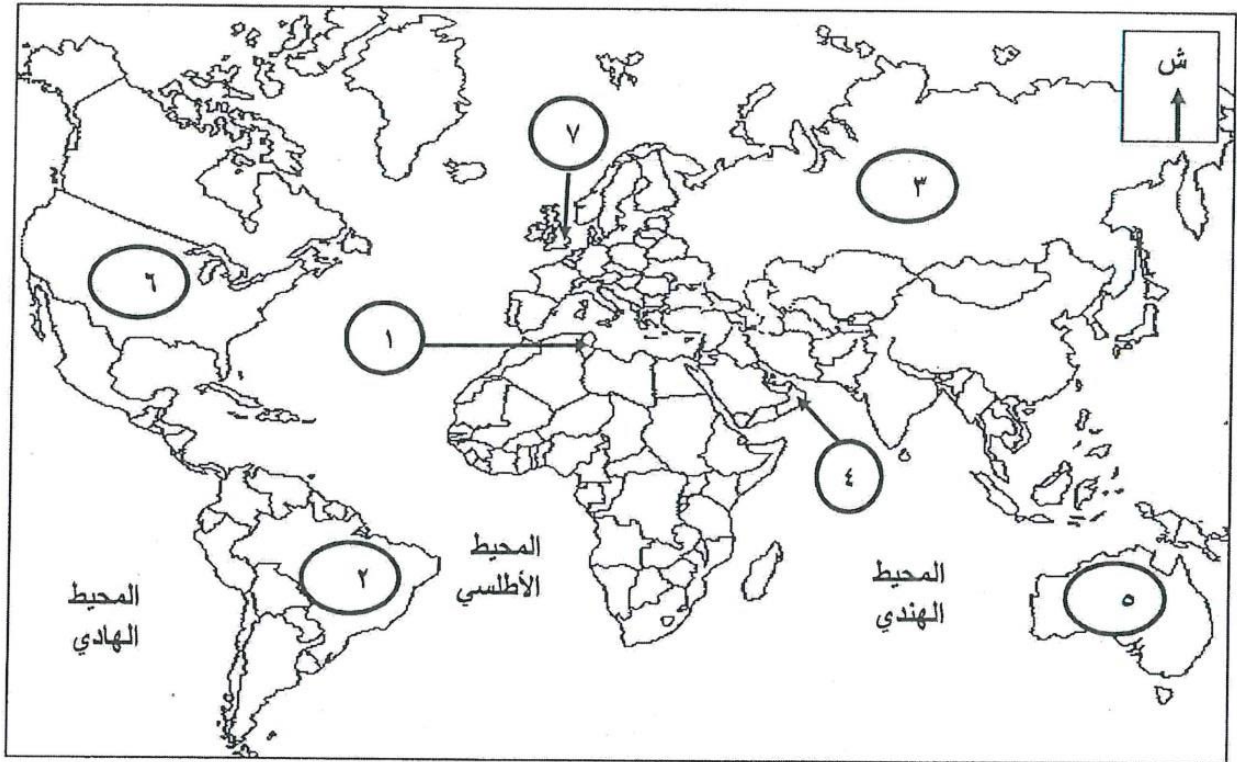 ش
٧
٣
٦
١
٤
المحيط
الأطلسي
٢
المحيط
الهندي
٥
المحيط
الهادي